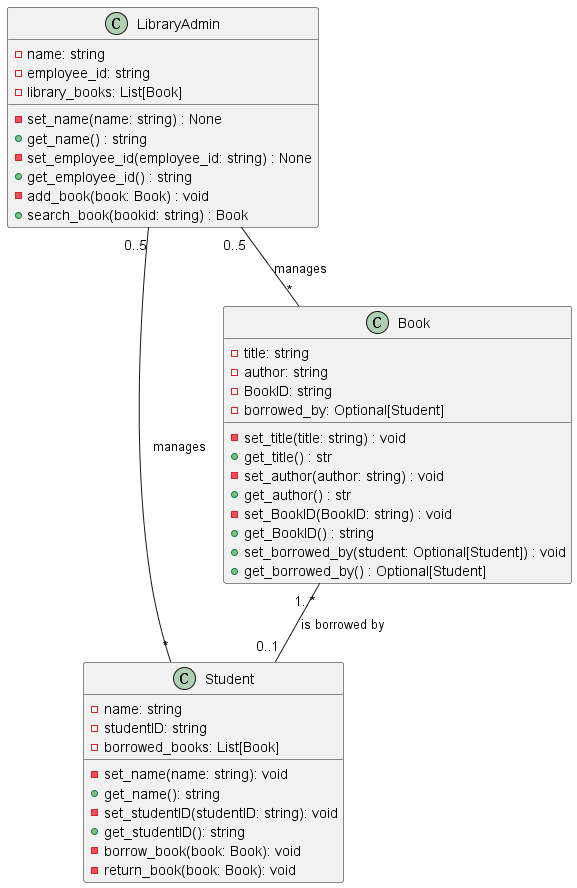 C LibraryAdmin
name: string
employee_id: string
library_books: List[Book]
set_name(name: string) : None
get_name() : string
set_employee_id(employee_id: string) : None
get_employee_id() : string
add_book(book: Book) : void
search_book(bookid: string) : Book
0..5
0..5
manages
*
C Book
title: string
author: string
BookID: string
borrowed_by: Optional[Student]
set_title(title: string) : void
get_title() : str
set_author(author: string) : void
get_author() : str
set_BookID(BookID: string) : void
get_BookID() : string
set_borrowed_by(student: Optional[Student]) : void
get_borrowed_by() : Optional[Student]
manages
1..*
is borrowed by
*
0..1
C Student
name: string
studentID: string
borrowed_books: List[Book]
set_name(name: string): void
get_name(): string
set_studentID(studentID: string): void
get_studentID(): string
borrow_book(book: Book): void
return_book(book: Book): void